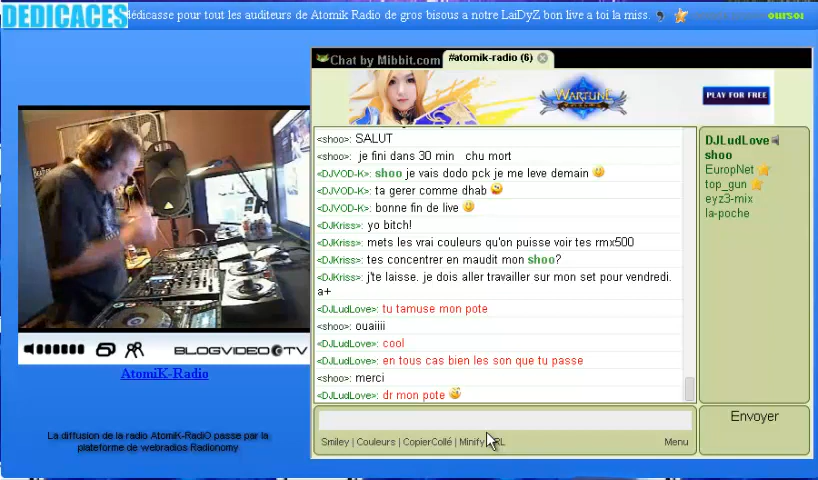 DEDICACES
dédicasse pour tout les auditeurs de Atomik Radio de gros bisous a notre LaiDyZ bon live a toi la miss.
oursoi
Chat by Mibbit.com
#atomik-radio (6)
WARTUNE
PLAY FOR FREE
<shoo>: SALUT
<shoo>: je fini dans 30 min chu mort
<DJVOD-K>: shoo je vais dodo pck je me leve demain
<DJVOD-K>: ta gerer comme dhab
<DJVOD-K>: bonne fin de live
<DJKriss>: yo bitch!
<DJKriss>: mets les vrai couleurs qu'on puisse voir tes rmx500
<DJKriss>: tes concentrer en maudit mon shoo?
<DJKriss>: j'te laisse. je dois aller travailler sur mon set pour vendredi.
a+
<DJLudLove>: tu tamuse mon pote
<shoo>: ouaiiii
<DJLudLove>: cool
<DJLudLove>: en tous cas bien les son que tu passe
<shoo>: merci
<DJLudLove>: dr mon pote
DJLudLove
shoo
EuropNet
top_gun
eyz3-mix
la-poche
Envoyer
Smiley | Couleurs | CopierCollé | Minify URL
Menu
BLOGVIDEO TV
AtomiK-Radio
La diffusion de la radio AtomiK-RadiO passe par la
plateforme de webradios Radionomy